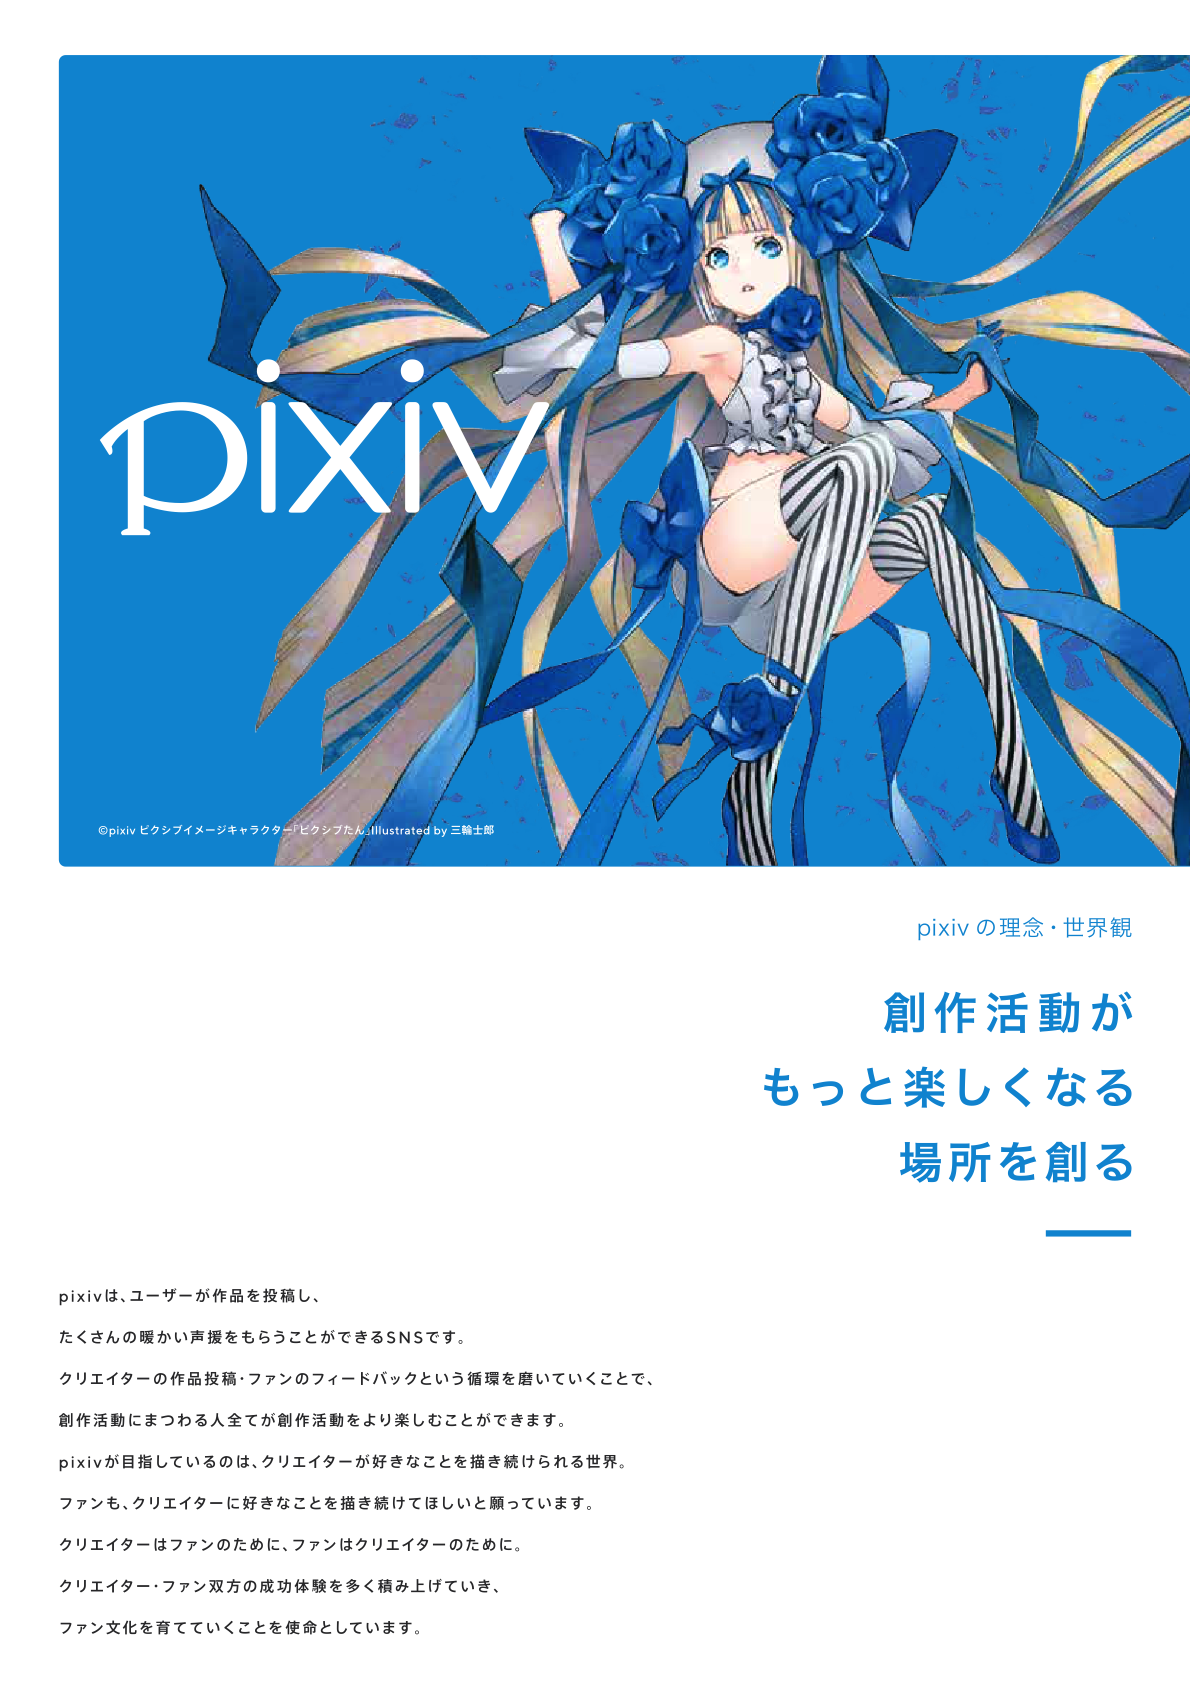 pixiv
©pixiv ピクシブイメージキャラクター「ピクシブたん」Illustrated by 三輪士郎
pixiv の理念・世界観
創作活動が
もっと楽しくなる
場所を創る
pixivは、ユーザーが作品を投稿し、
たくさんの暖かい声援をもらうことができるSNSです。
クリエイターの作品投稿・ファンのフィードバックという循環を磨いていくことで、
創作活動にまつわる人全てが創作活動をより楽しむことができます。
pixivが目指しているのは、クリエイターが好きなことを描き続けられる世界。
ファンも、クリエイターに好きなことを描き続けてほしいと願っています。
クリエイターはファンのために、ファンはクリエイターのために。
クリエイター・ファン双方の成功体験を多く積み上げていき、
ファン文化を育てていくことを使命としています。